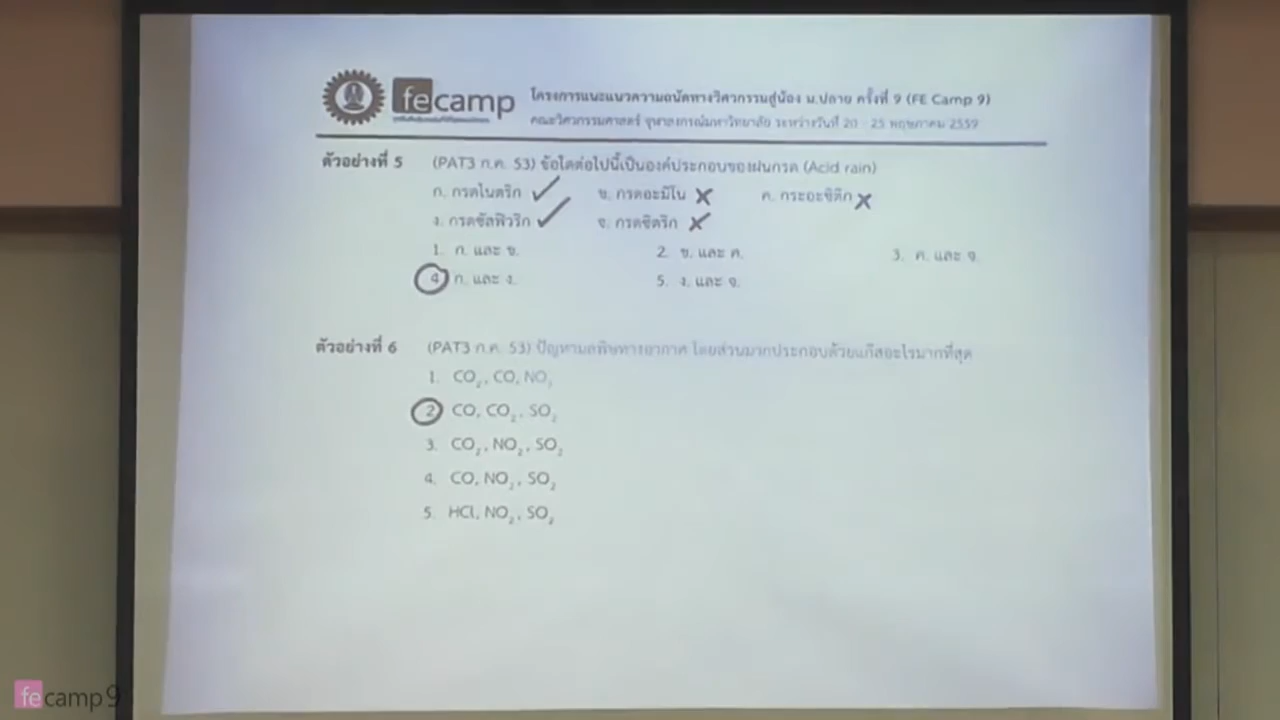 fecamp โครงการแนะแนวความถนัดทางวิศวกรรมสู่น้อง ม.ปลาย ครั้งที่ 9 (FE Camp 9)
คณะวิศวกรรมศาสตร์ จุฬาลงกรณ์มหาวิทยาลัย ระหว่างวันที่ 20 - 25 พฤษภาคม 2559
ตัวอย่างที่ 5 (PAT3 ก.ค. 53) ข้อใดต่อไปนี้เป็นองค์ประกอบของฝนกรด (Acid rain)
ก. กรดไนตริก ข. กรดอะมิโน ค. กระอะซิติก
ง. กรดซัลฟิวริก จ. กรดซิตริก
1. ก. และ ข. 2. ข. และ ค. 3. ค. และ จ.
4 ก. และ ง. 5. ง. และ จ.
ตัวอย่างที่ 6 (PAT3 ก.ค. 53) ปัญหามลพิษทางอากาศ โดยส่วนมากประกอบด้วยแก๊สอะไรมากที่สุด
1. CO₂, CO, NO₂
2 CO, CO₂, SO₂
3. CO₂, NO₂, SO₂
4. CO, NO₂, SO₂
5. HCl, NO₂, SO₂
fecamp 9